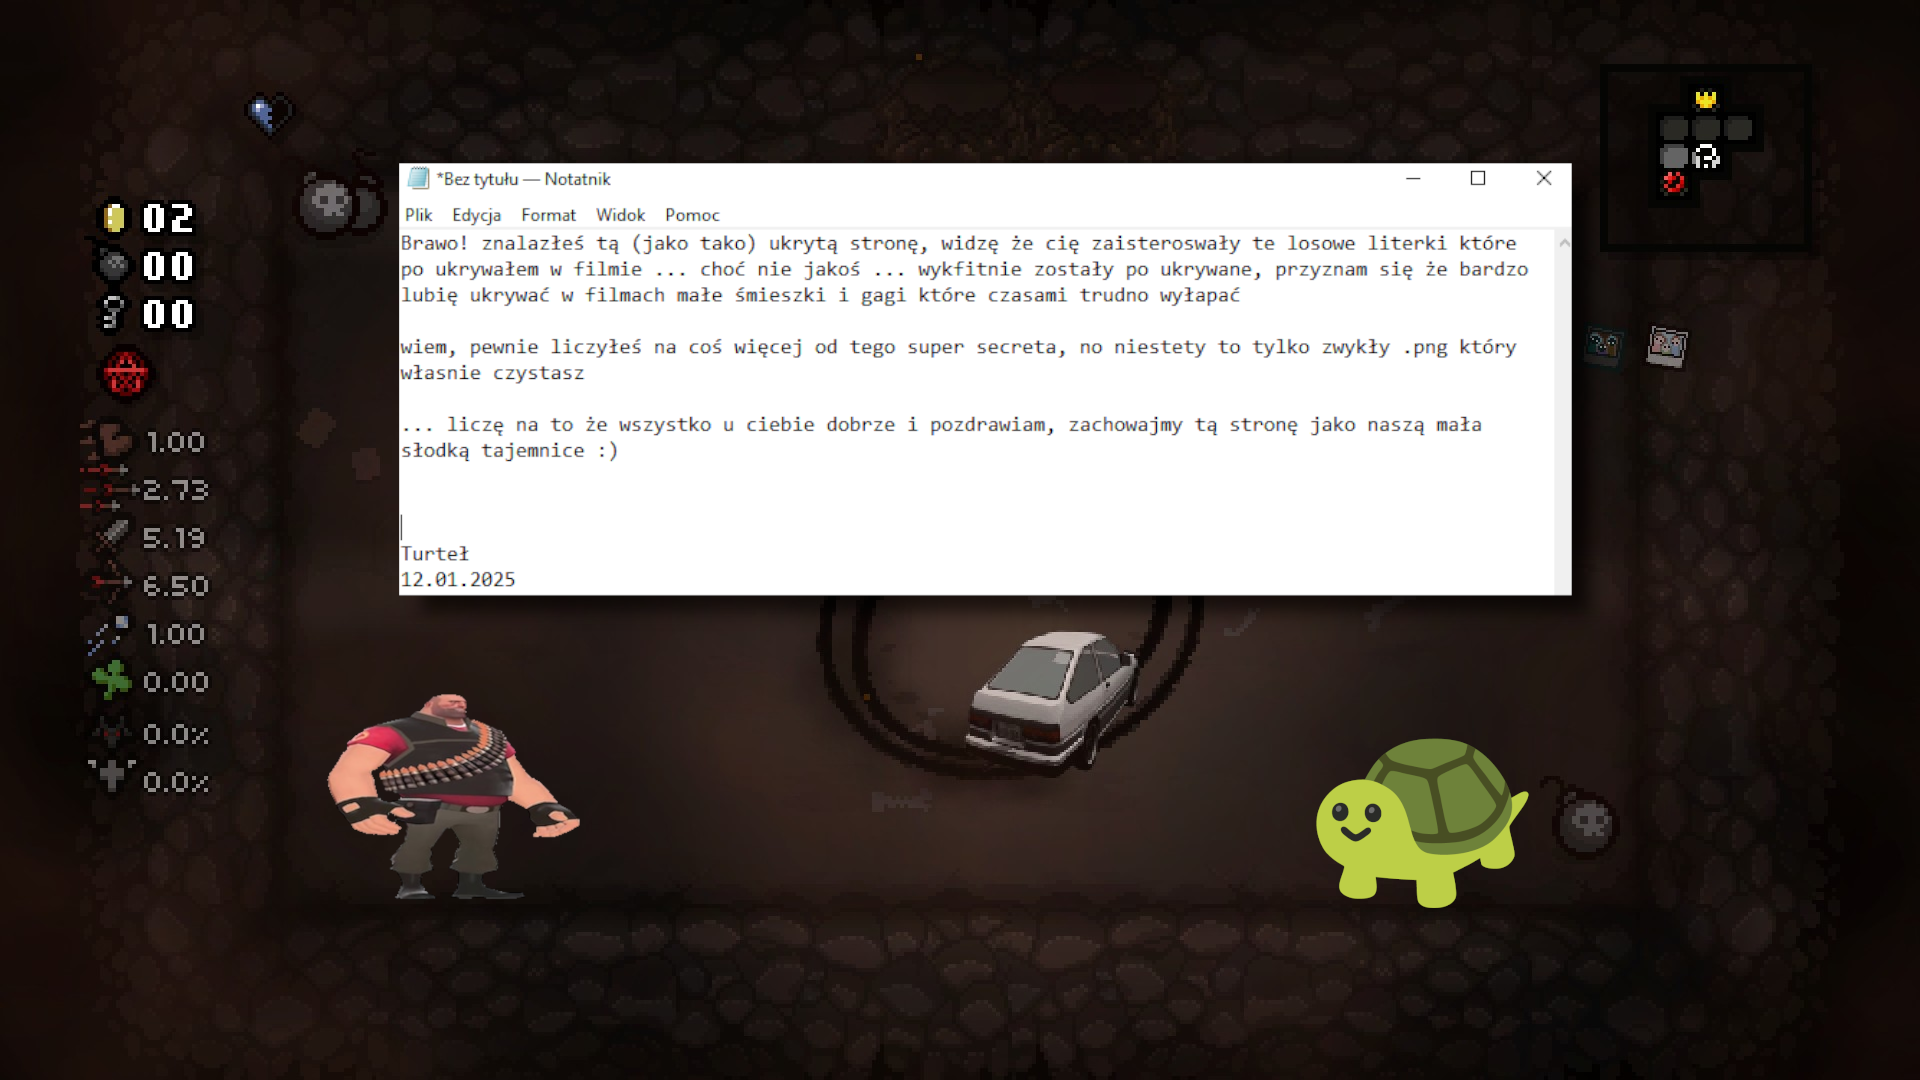 *Bez tytułu — Notatnik
Plik Edycja Format Widok Pomoc
Brawo! znalazłeś tą (jako tako) ukrytą stronę, widzę że cię zaisteroswały te losowe literki które
po ukrywałem w filmie ... choć nie jakoś ... wykfitnie zostały po ukrywane, przyznam się że bardzo
lubię ukrywać w filmach małe śmieszki i gagi które czasami trudno wyłapać
wiem, pewnie liczyłeś na coś więcej od tego super secreta, no niestety to tylko zwykły .png który
własnie czystasz
... liczę na to że wszystko u ciebie dobrze i pozdrawiam, zachowajmy tą stronę jako naszą mała
słodką tajemnice :)
Turteł
12.01.2025
02
00
00
1.00
2.73
5.19
6.50
1.00
0.00
0.0%
0.0%
?